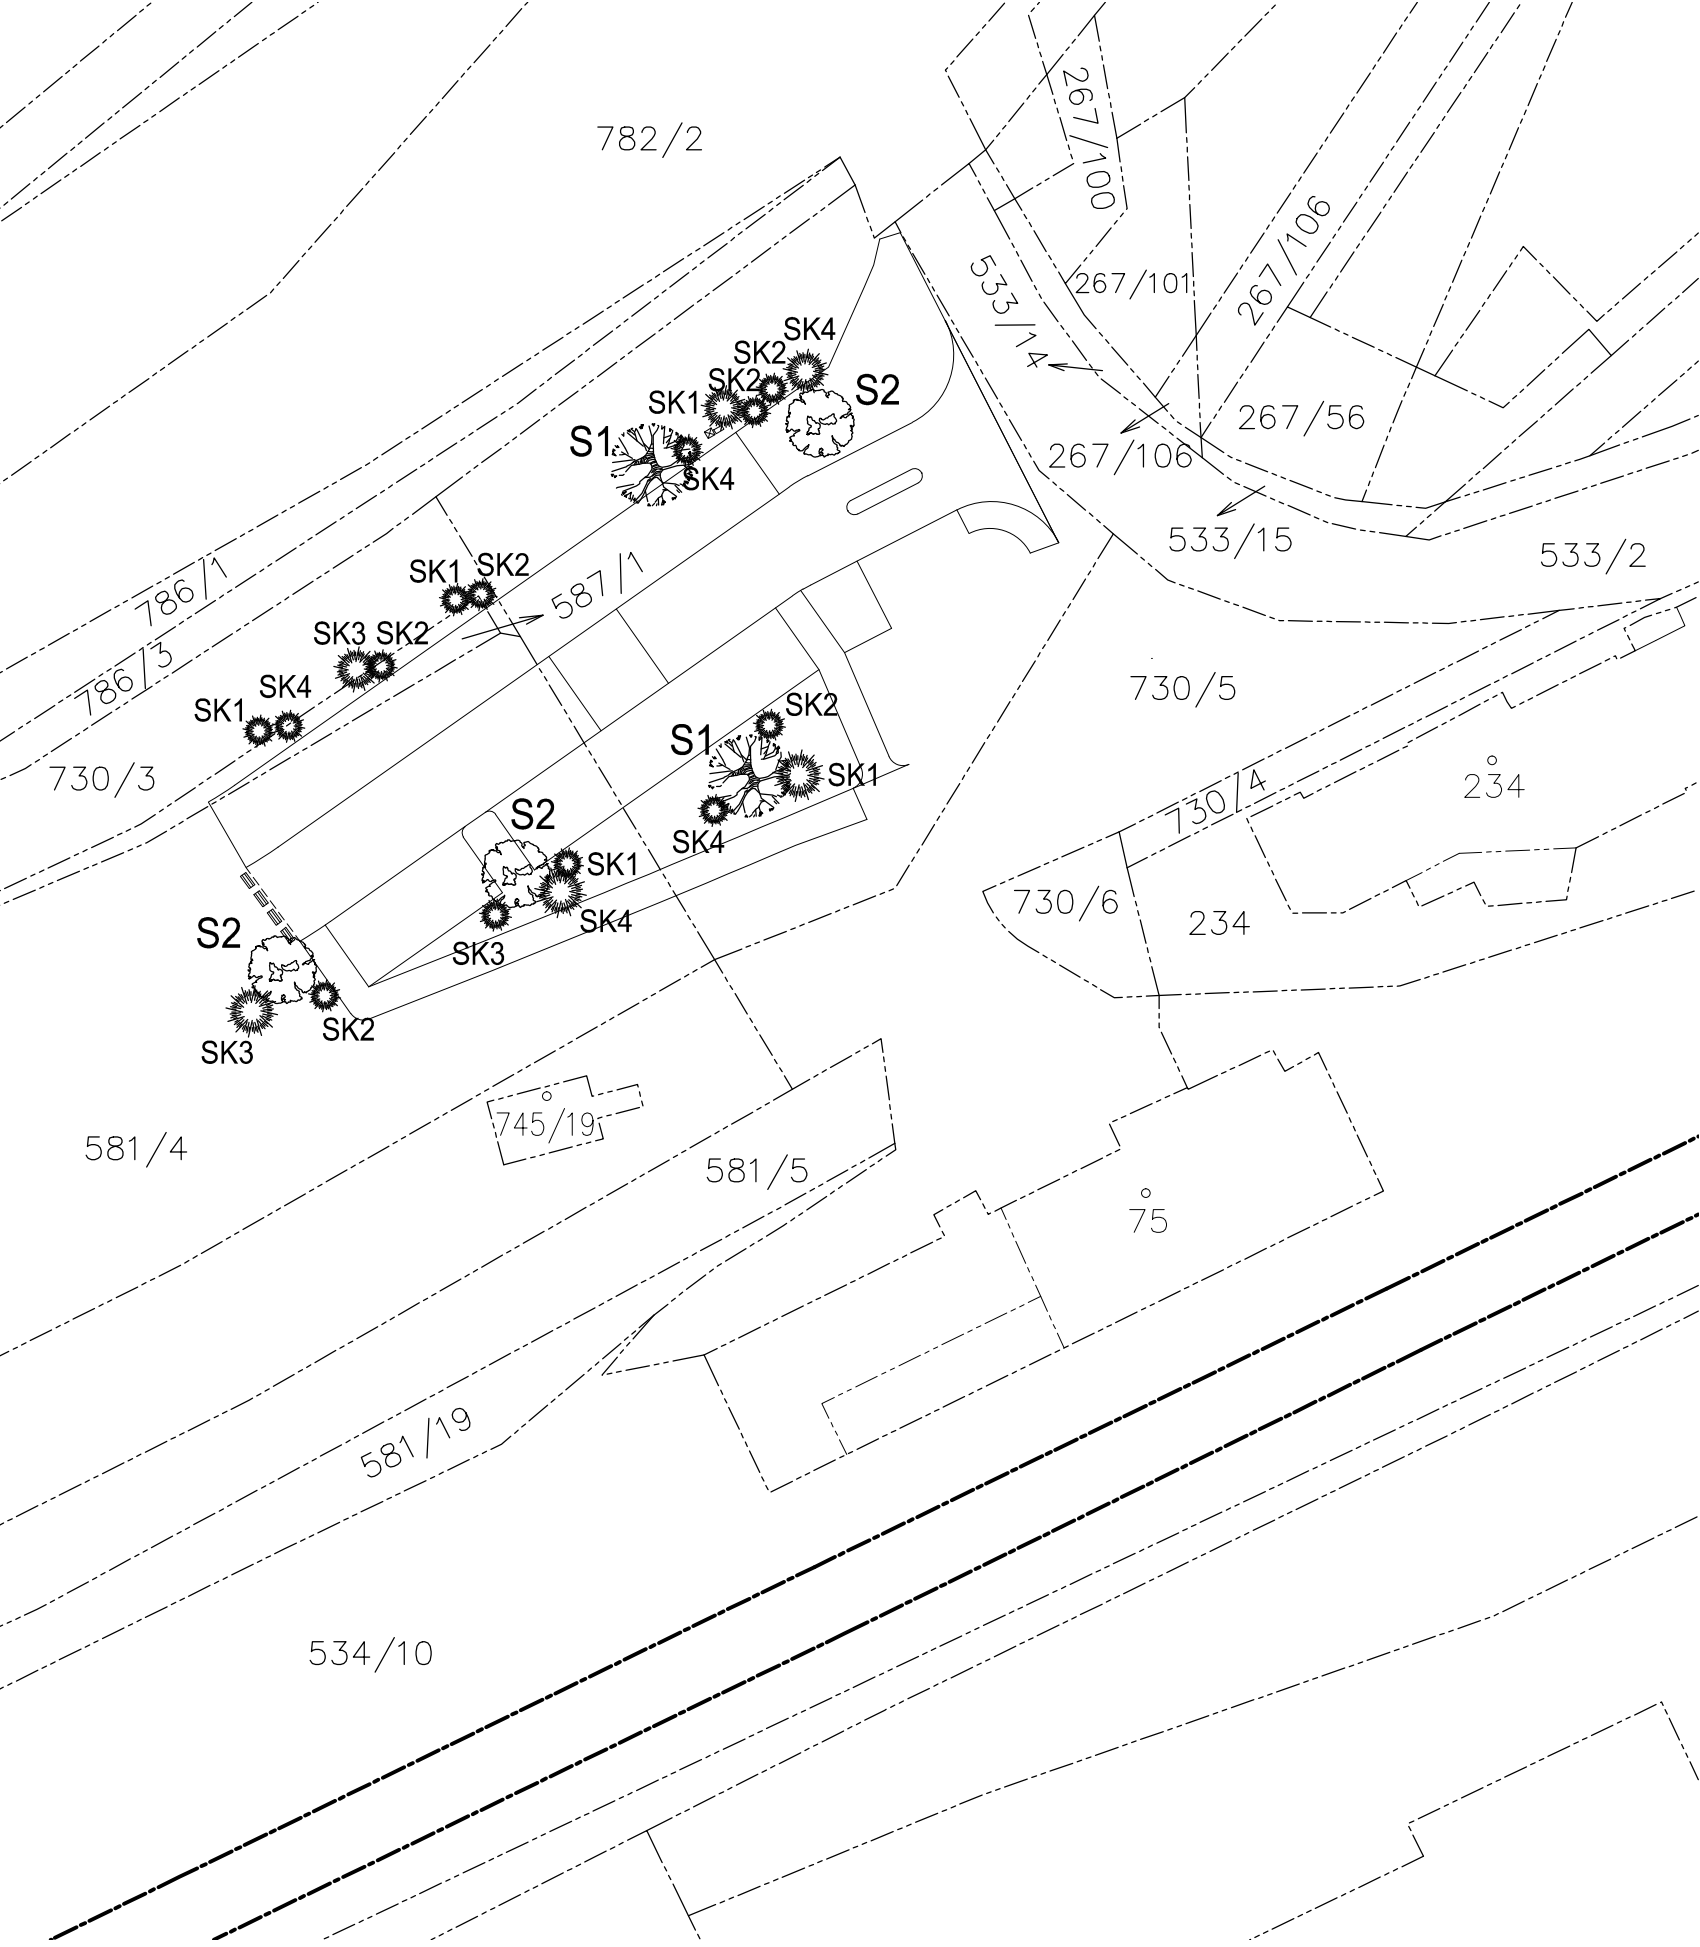 782/2
267/100
267/106
267/101
533/14
SK4
SK2
SK2
SK1
S2
S1
SK4
267/56
267/106
533/15
533/2
786/1
SK1
SK2
587/1
786/3
SK3
SK2
SK4
SK1
730/5
SK2
S1
730/3
SK1
730/4
234
S2
SK4
SK1
730/6
234
SK4
S2
SK3
SK2
SK3
745/19
581/4
581/5
75
581/19
534/10